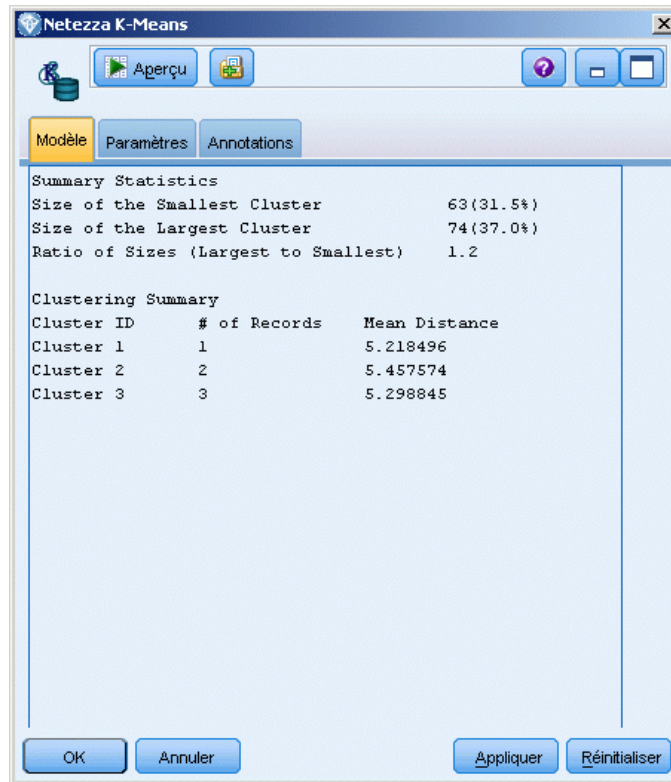 Netezza K-Means
Aperçu
Modèle Paramètres Annotations
Summary Statistics
Size of the Smallest Cluster 63(31.5%)
Size of the Largest Cluster 74(37.0%)
Ratio of Sizes (Largest to Smallest) 1.2
Clustering Summary
Cluster ID # of Records Mean Distance
Cluster 1 1 5.218496
Cluster 2 2 5.457574
Cluster 3 3 5.298845
OK Annuler Appliquer Réinitialiser